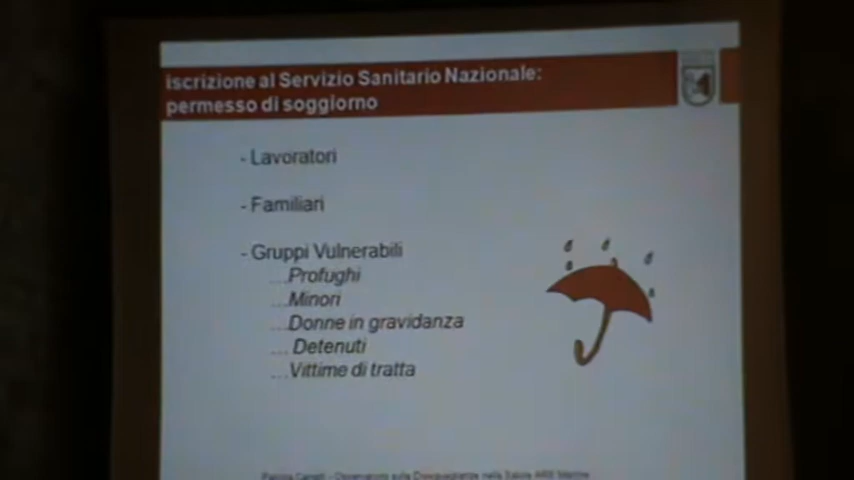 Iscrizione al Servizio Sanitario Nazionale:
permesso di soggiorno
- Lavoratori
- Familiari
- Gruppi Vulnerabili
...Profughi
...Minori
...Donne in gravidanza
... Detenuti
...Vittime di tratta